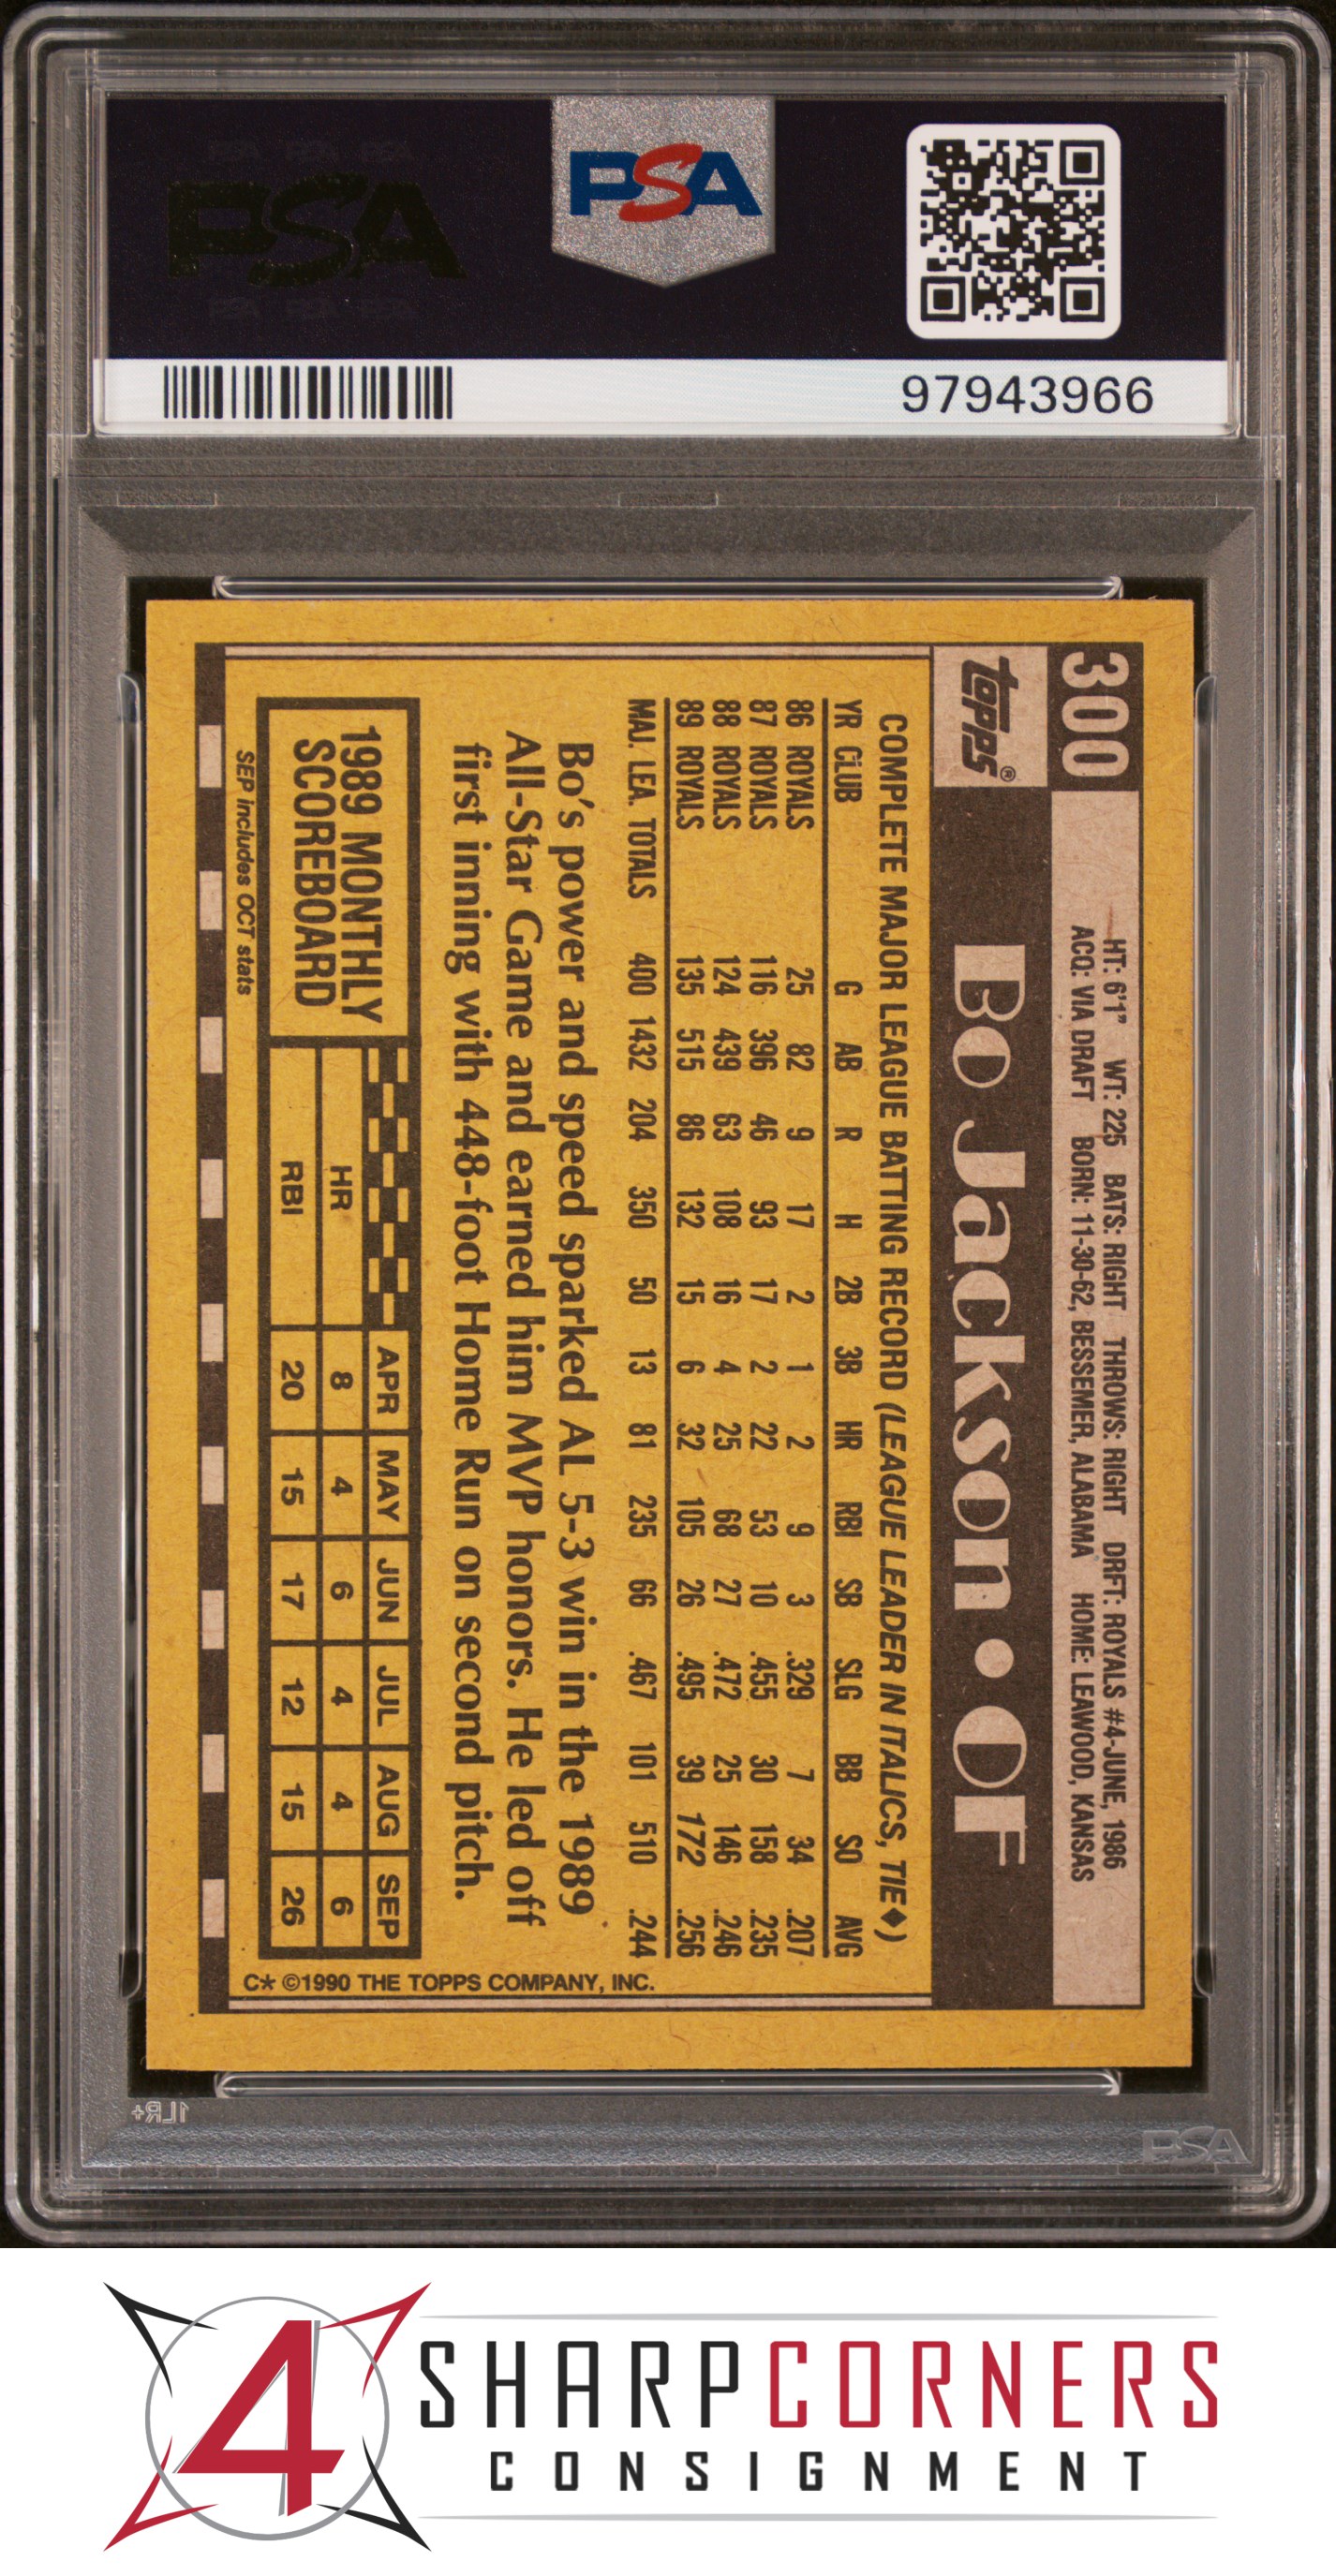 PSA PSA PSA
PSA
PSA PSA PSA
PSA
97943966
300
HT: 6'1" WT: 225 BATS: RIGHT THROWS: RIGHT DRFT: ROYALS #4-JUNE, 1986
ACQ: VIA DRAFT BORN: 11-30-62, BESSEMER, ALABAMA HOME: LEAWOOD, KANSAS
topps®
Bo Jackson • OF
COMPLETE MAJOR LEAGUE BATTING RECORD (LEAGUE LEADER IN ITALICS, TIE♦)
YR CLUB G AB R H 2B 3B HR RBI SB SLG BB SO AVG
86 ROYALS 25 82 9 17 2 1 2 9 3 .329 7 34 .207
87 ROYALS 116 396 46 93 17 2 22 53 10 .455 30 158 .235
88 ROYALS 124 439 63 108 16 4 25 68 27 .472 25 146 .246
89 ROYALS 135 515 86 132 15 6 32 105 26 .495 39 172 .256
MAJ. LEA. TOTALS 400 1432 204 350 50 13 81 235 66 .467 101 510 .244
Bo's power and speed sparked AL 5-3 win in the 1989
All-Star Game and earned him MVP honors. He led off
first inning with 448-foot Home Run on second pitch.
1989 MONTHLY
SCOREBOARD
APR MAY JUN JUL AUG SEP
HR 8 4 6 4 4 6
RBI 20 15 17 12 15 26
SEP includes OCT stats
C* ©1990 THE TOPPS COMPANY, INC.
1LR+
PSA
4
SHARPCORNERS
CONSIGNMENT